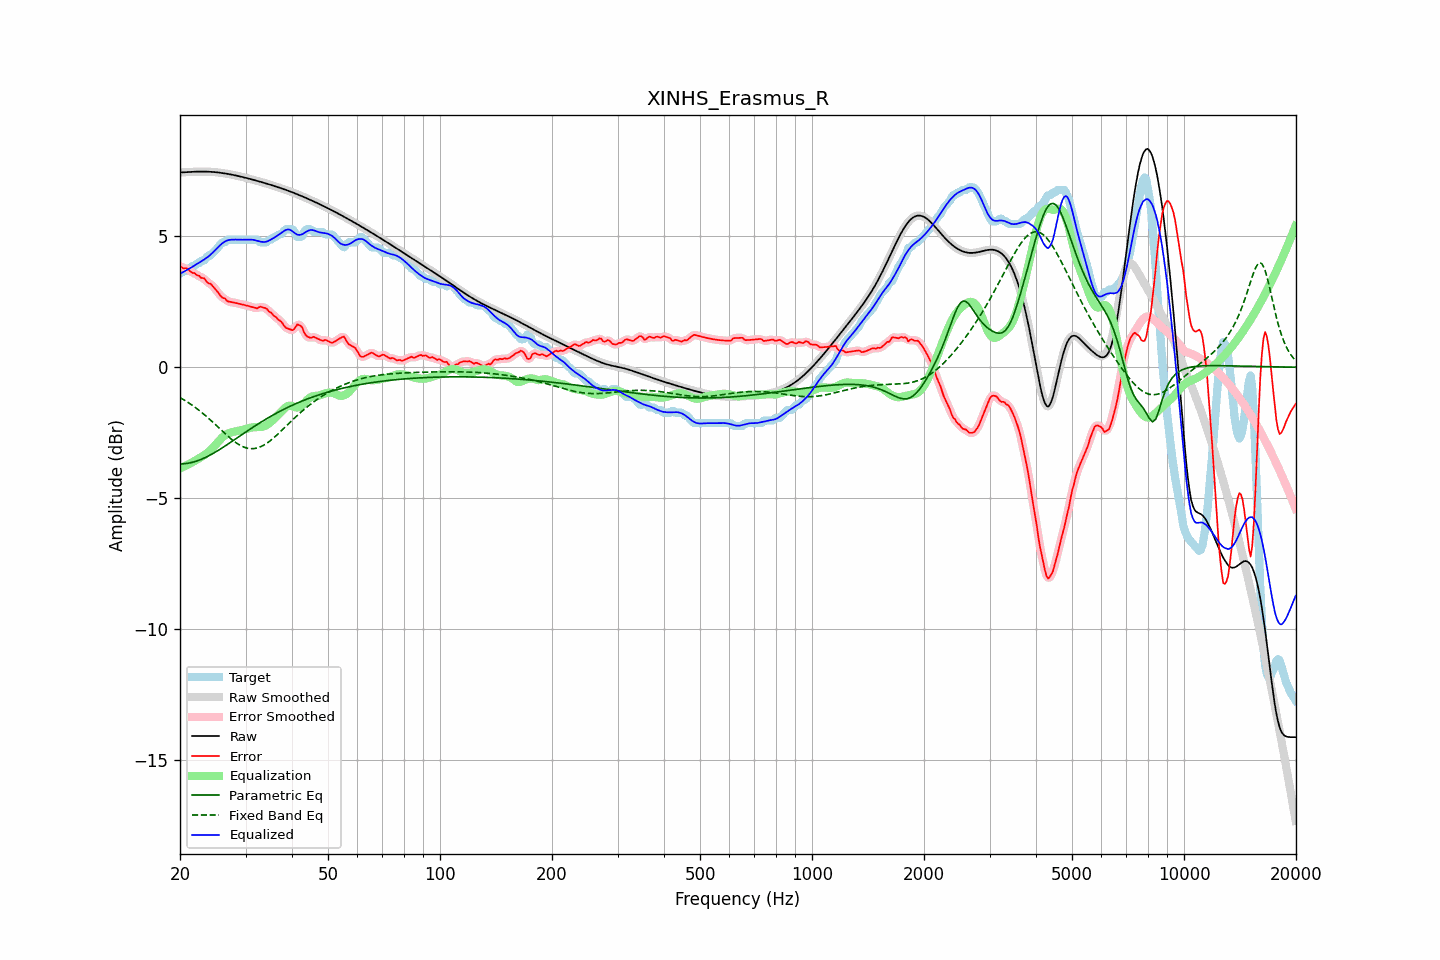 XINHS_Erasmus_R
Amplitude (dBr)
5
0
−5
−10
−15
Target
Raw Smoothed
Error Smoothed
Raw
Error
Equalization
Parametric Eq
Fixed Band Eq
Equalized
20 50 100 200 500 1000 2000 5000 10000 20000
Frequency (Hz)